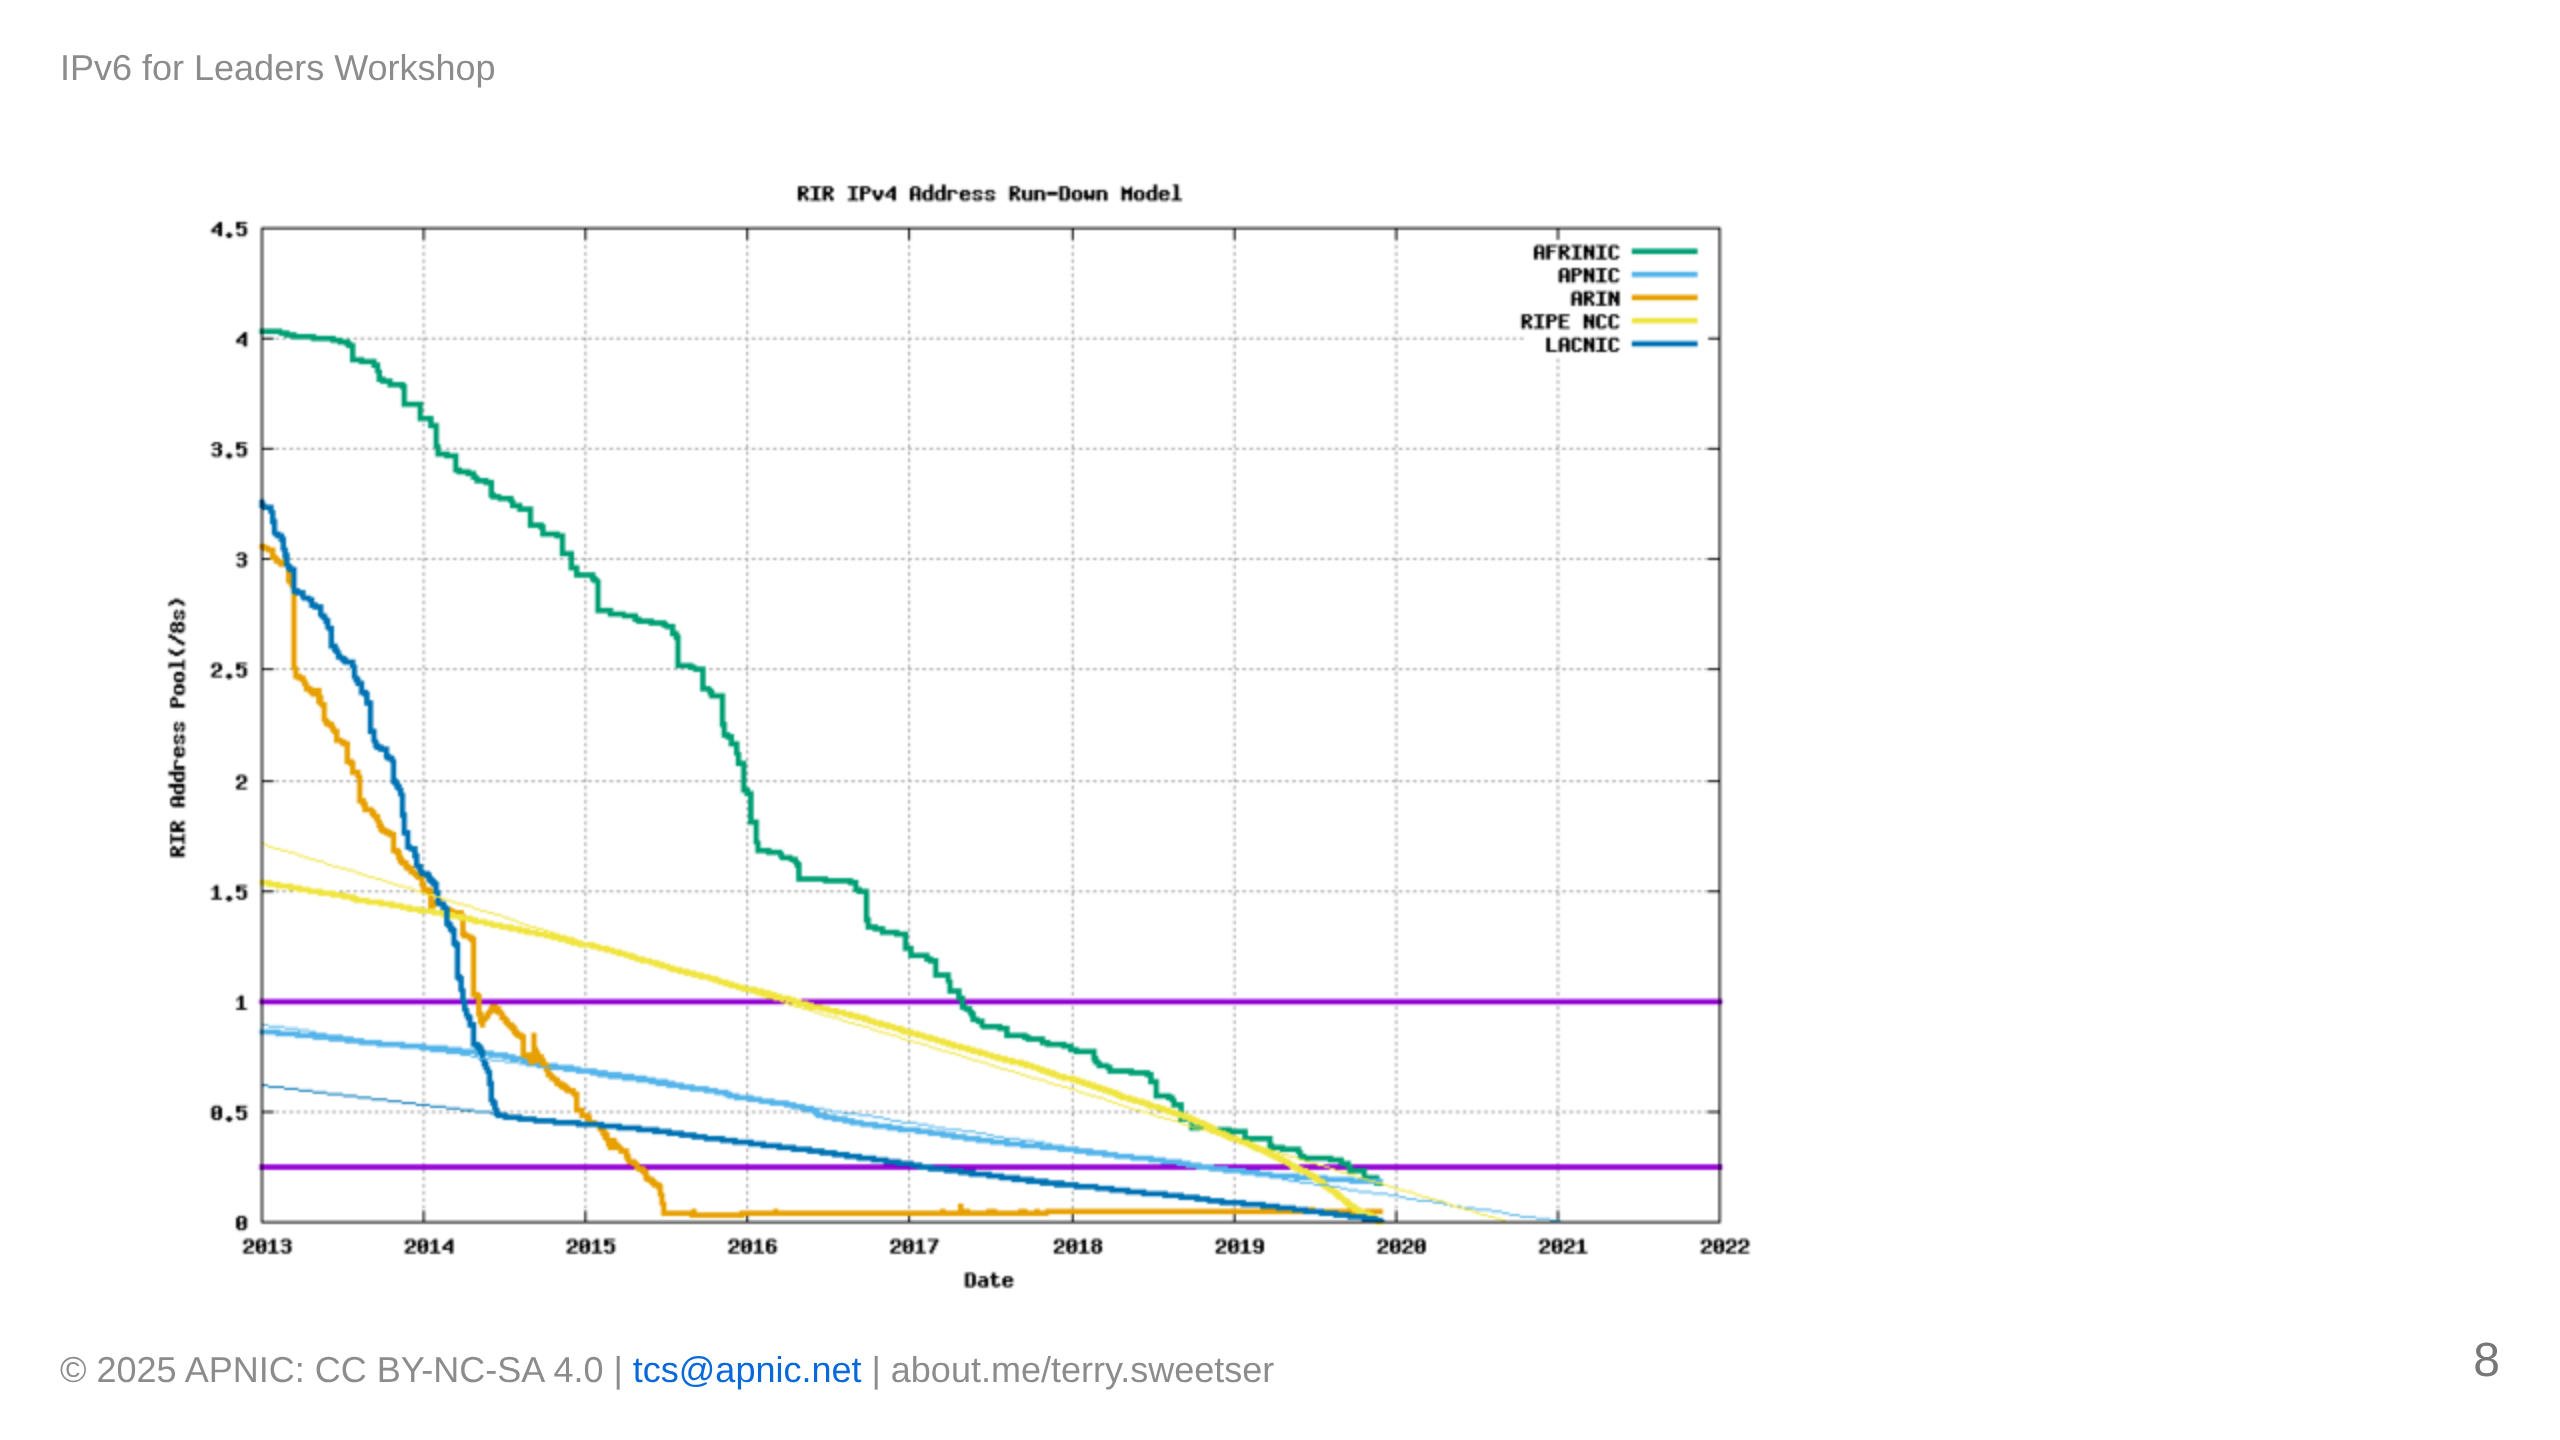 IPv6 for Leaders Workshop
RIR IPv4 Address Run-Down Model
4.5
4
3.5
3
2.5
2
1.5
1
0.5
0
RIR Address Pool(/8s)
AFRINIC
APNIC
ARIN
RIPE NCC
LACNIC
2013 2014 2015 2016 2017 2018 2019 2020 2021 2022
Date
© 2025 APNIC: CC BY-NC-SA 4.0 | tcs@apnic.net | about.me/terry.sweetser
8